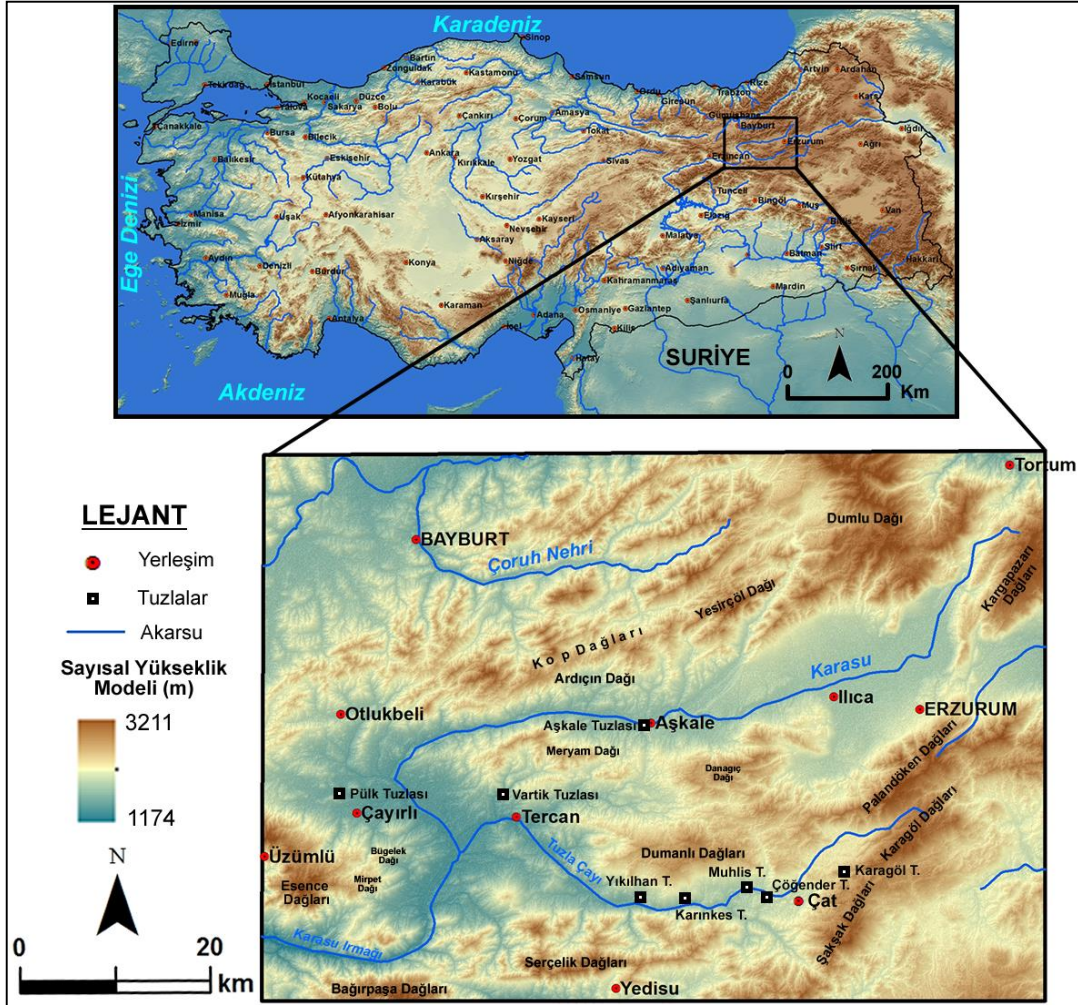 Karadeniz
Sinop
Edirne
Bartın
Zonguldak
Kastamonu
Karabük
Samsun
Artvin
Ardahan
Tekirdağ
İstanbul
Kocaeli
Düzce
Ordu
Giresun
Trabzon
Rize
Kars
Yalova
Sakarya
Bolu
Çankırı
Çorum
Amasya
Gümüşhane
Çanakkale
Bursa
Bilecik
Tokat
Bayburt
Iğdır
Balıkesir
Eskişehir
Ankara
Kırıkkale
Yozgat
Sivas
Erzincan
Erzurum
Ağrı
Kütahya
Kırşehir
Tunceli
Bingöl
Muş
Manisa
Uşak
Afyonkarahisar
Kayseri
Nevşehir
Elazığ
Bitlis
Van
İzmir
Aksaray
Malatya
Siirt
Ege Denizi
Aydın
Denizli
Burdur
Konya
Niğde
Adıyaman
Batman
Şırnak
Hakkari
Muğla
Karaman
Kahramanmaraş
Mardin
Antalya
İçel
Adana
Osmaniye
Gaziantep
Şanlıurfa
Kilis
Hatay
SURİYE
N
Akdeniz
0 200
Km
LEJANT
Yerleşim
Tuzlalar
Akarsu
Sayısal Yükseklik
Modeli (m)
3211
1174
N
0 20
km
Tortum
Dumlu Dağı
BAYBURT
Çoruh Nehri
Kargapazarı
Dağları
Yesirçöl Dağı
Kop Dağları
Ardıçın Dağı
Karasu
Ilıca
ERZURUM
Otlukbeli
Aşkale Tuzlası
Aşkale
Meryam Dağı
Danagıç
Dağı
Palandöken Dağları
Pülk Tuzlası
Vartik Tuzlası
Çayırlı
Tercan
Karagöl Dağları
Üzümlü
Bügelek
Dağı
Tuzla Çayı
Dumanlı Dağları
Mirpet
Dağı
Esence
Dağları
Muhlis T.
Karagöl T.
Yıkılhan T.
Çöğender T.
Karınkes T.
Çat
Şakşak Dağları
Karasu Irmağı
Serçelik Dağları
Bağırpaşa Dağları
Yedisu